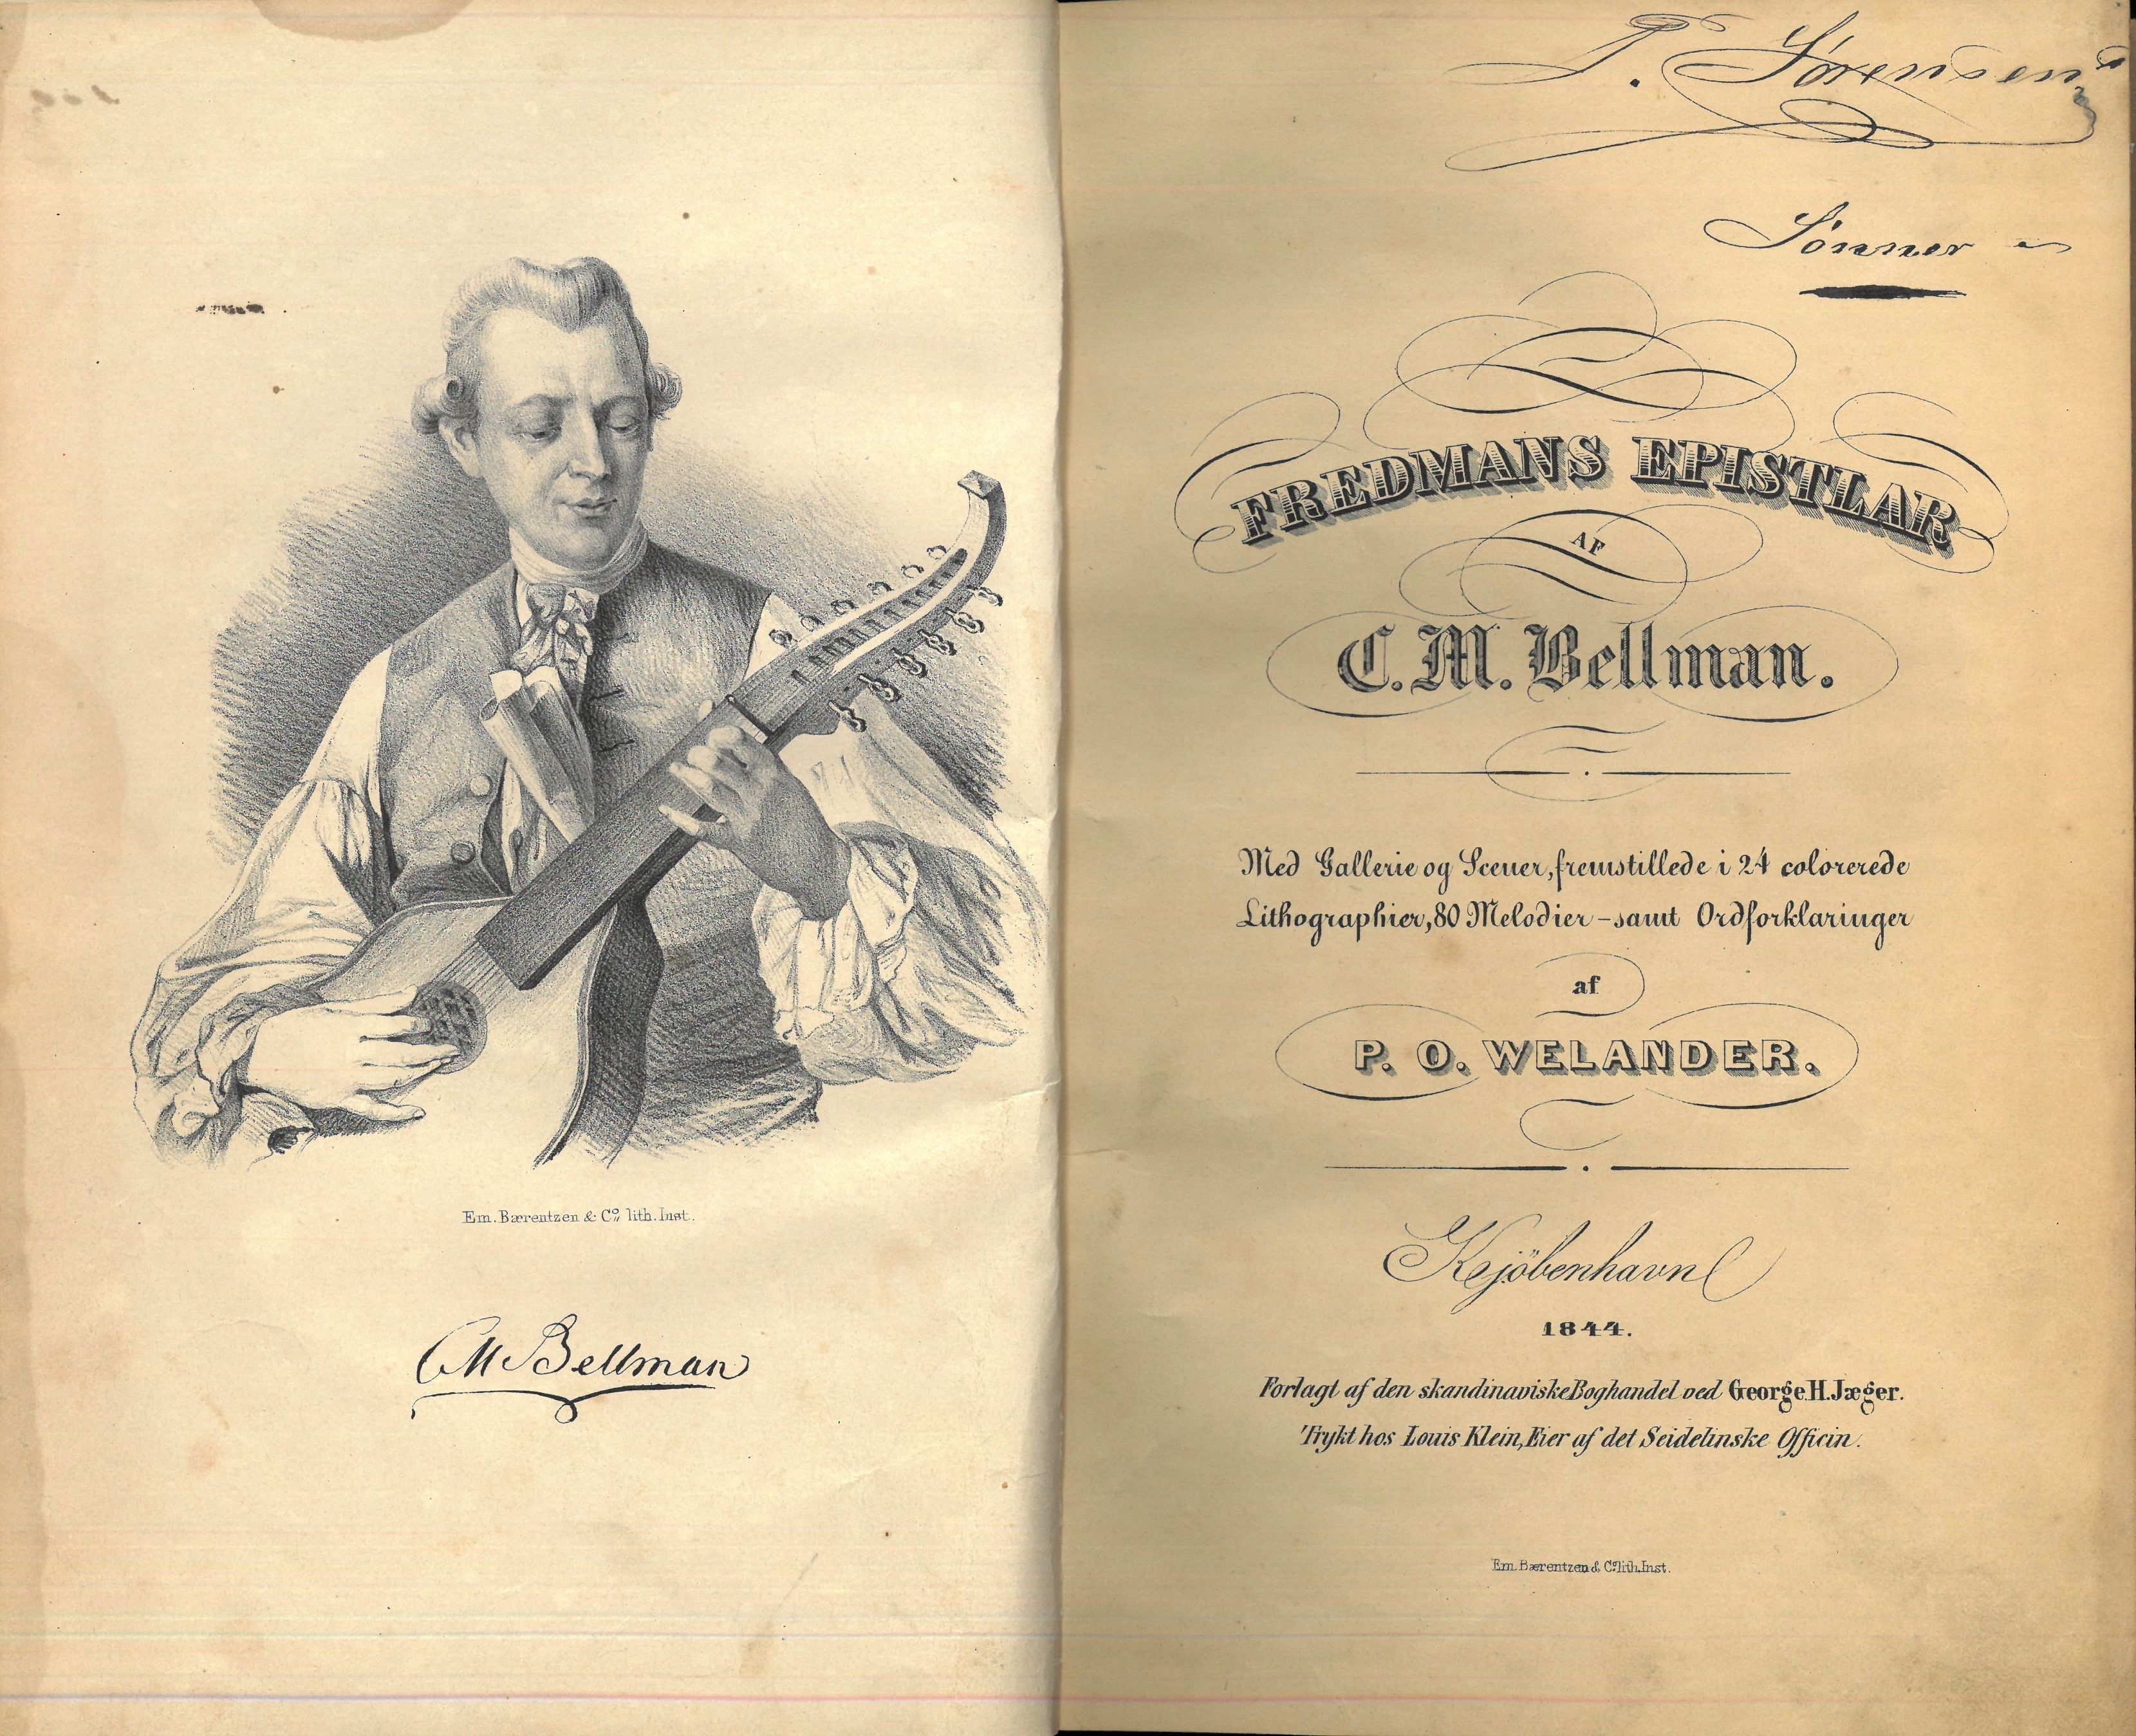 Em. Bærentzen & Co. lith. Inst.
CM Bellman
Sørensen
Sönner
FREDMANS EPISTLAR
AF
C. M. Bellman.
Med Gallerie og Scener, fremstillede i 24 colorerede
Lithographier, 80 Melodier – samt Ordforklaringer
af
P. O. WELANDER.
Kjöbenhavn
1844.
Forlagt af den skandinaviske Boghandel ved George H. Jæger.
Trykt hos Louis Klein, Eier af det Seidelinske Officin.
Em. Bærentzen & Co. lith. Inst.